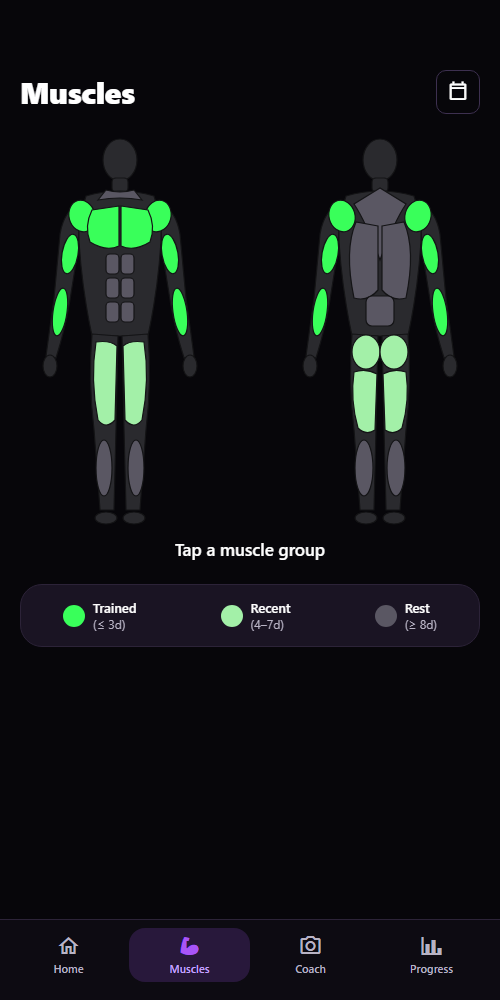 Muscles
Tap a muscle group
Trained
(≤ 3d)
Recent
(4–7d)
Rest
(≥ 8d)
Home
Muscles
Coach
Progress